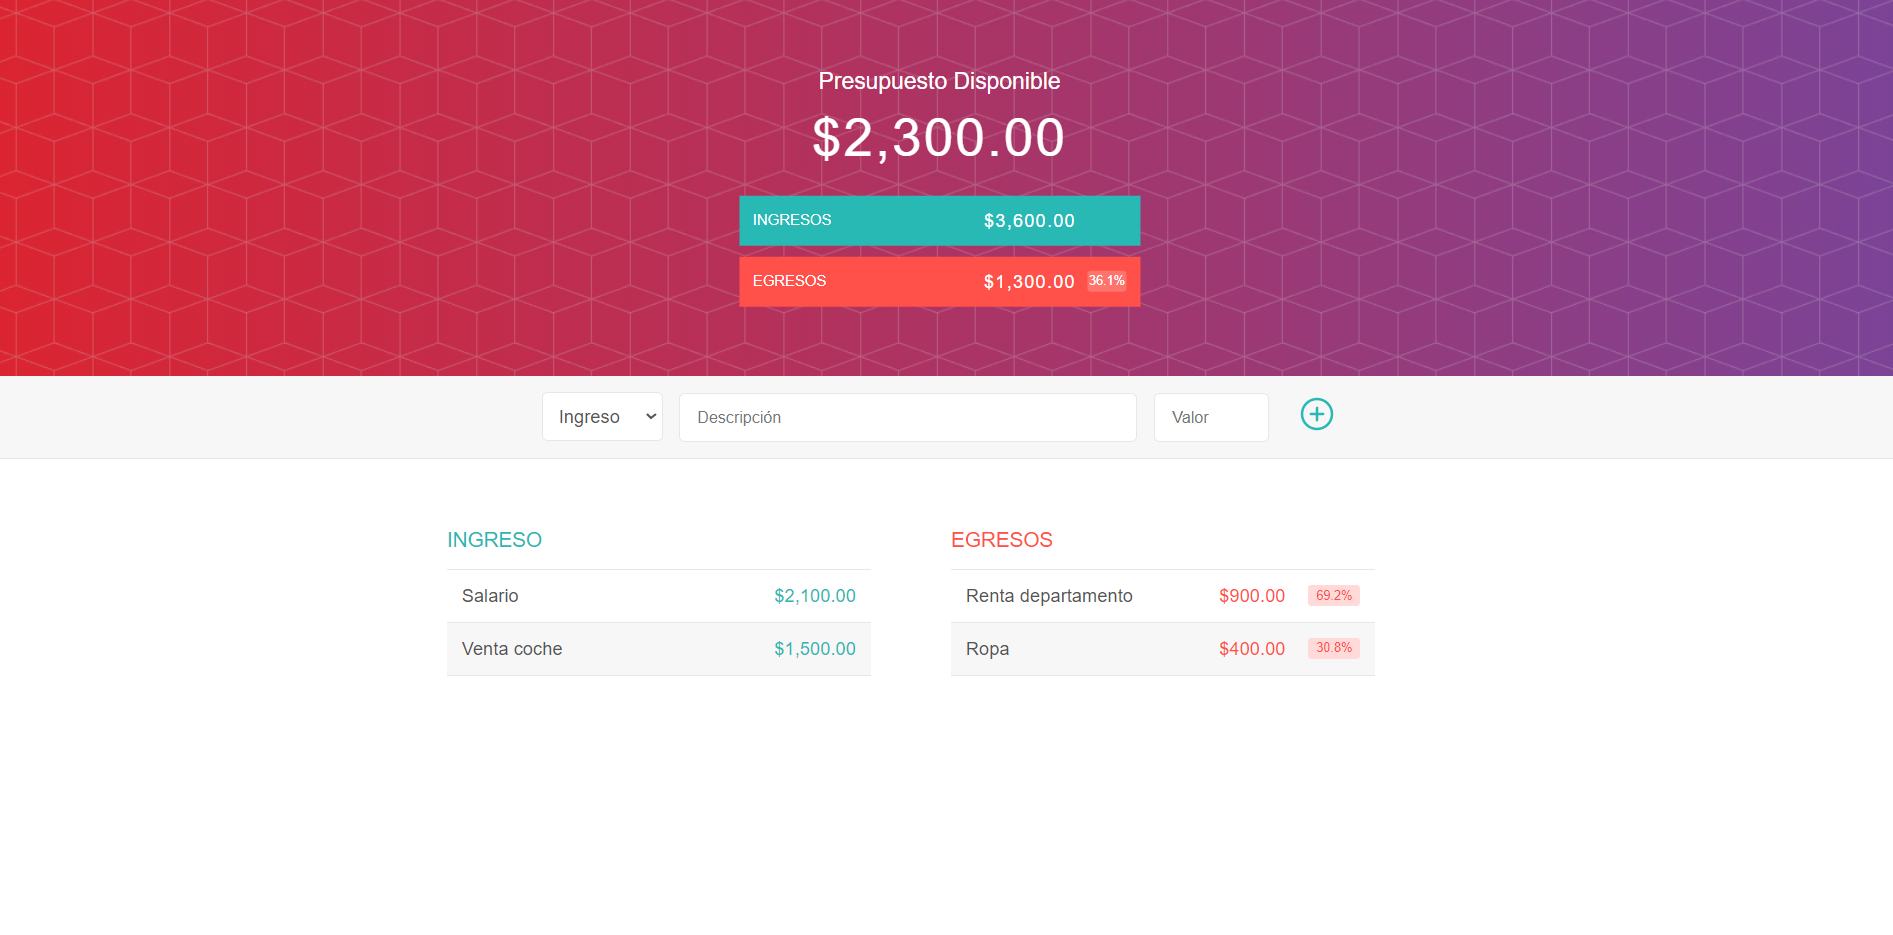 Presupuesto Disponible
$2,300.00
INGRESOS $3,600.00
EGRESOS $1,300.00 36.1%
Ingreso Descripción Valor
INGRESO
Salario $2,100.00
Venta coche $1,500.00
EGRESOS
Renta departamento $900.00 69.2%
Ropa $400.00 30.8%